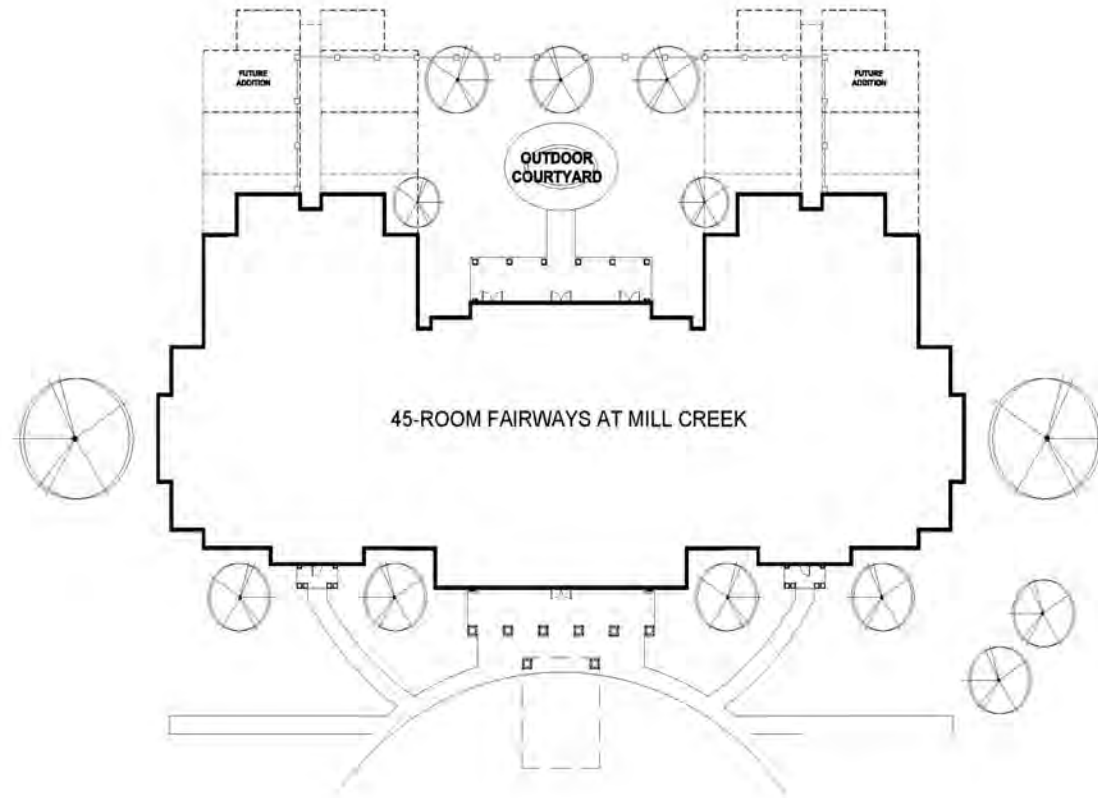 FUTURE
ADDITION
FUTURE
ADDITION
OUTDOOR
COURTYARD
45-ROOM FAIRWAYS AT MILL CREEK